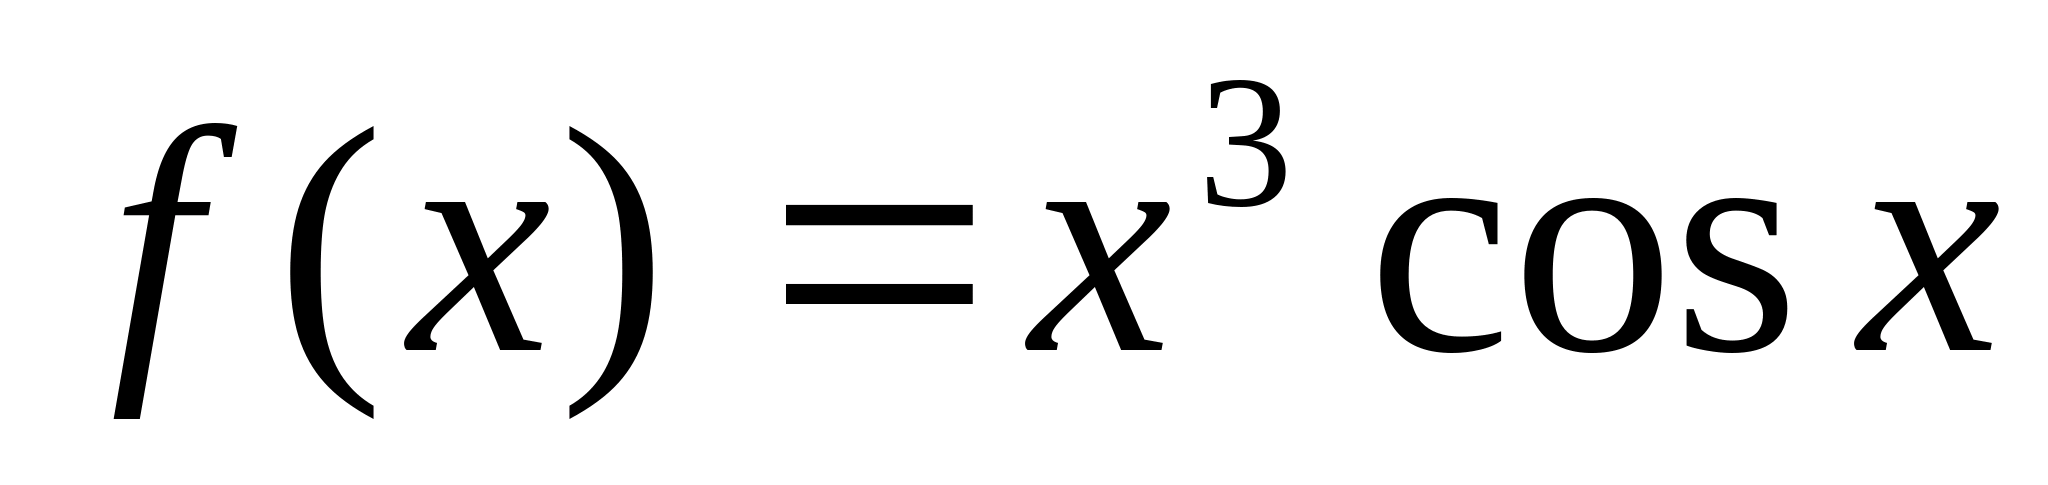 f(x) = x³ cos x